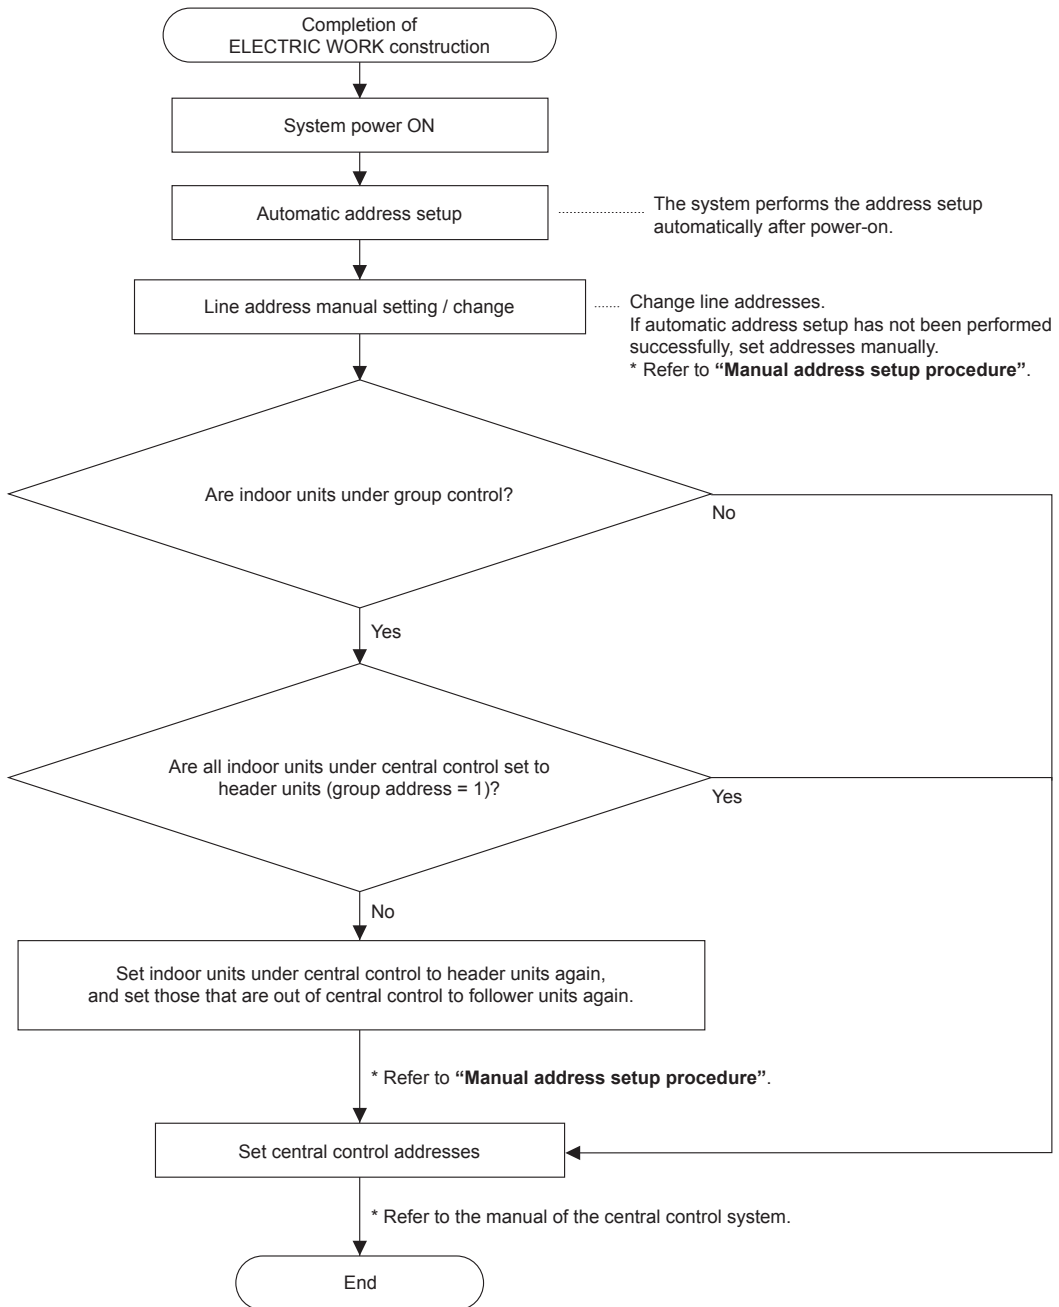 Completion of
ELECTRIC WORK construction
System power ON
Automatic address setup
The system performs the address setup
automatically after power-on.
Line address manual setting / change
Change line addresses.
If automatic address setup has not been performed
successfully, set addresses manually.
* Refer to “Manual address setup procedure”.
Are indoor units under group control?
No
Yes
Are all indoor units under central control set to
header units (group address = 1)?
Yes
No
Set indoor units under central control to header units again,
and set those that are out of central control to follower units again.
* Refer to “Manual address setup procedure”.
Set central control addresses
* Refer to the manual of the central control system.
End